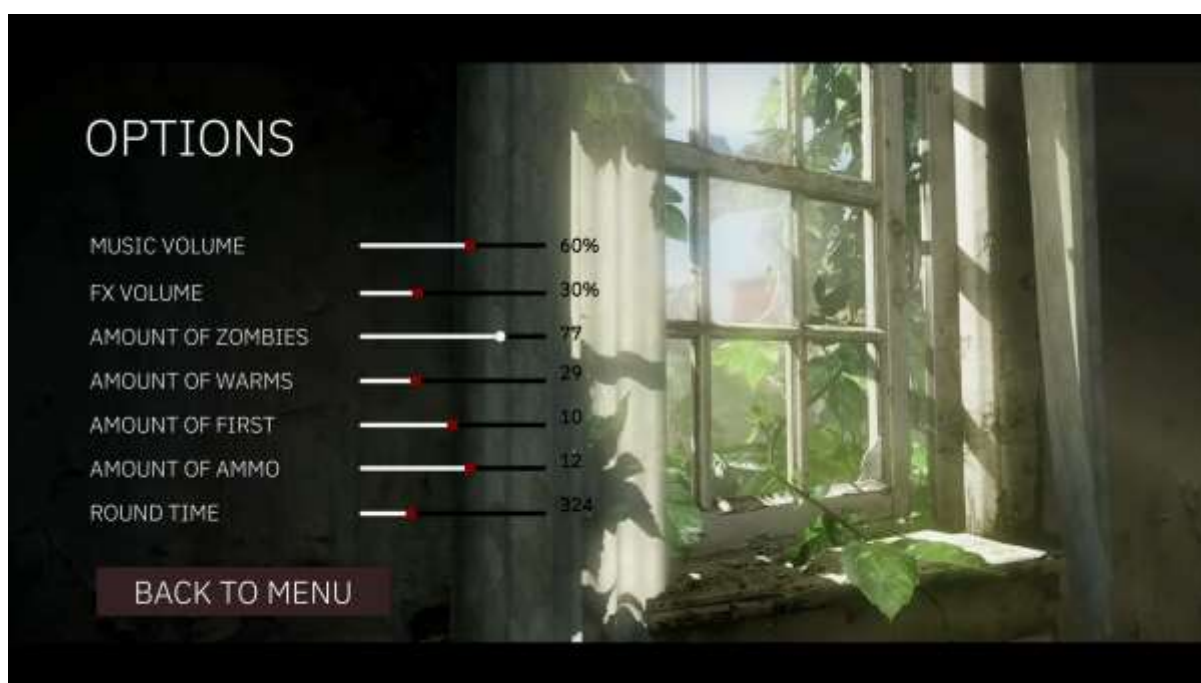 OPTIONS
MUSIC VOLUME 60%
FX VOLUME 30%
AMOUNT OF ZOMBIES 77
AMOUNT OF WARMS 29
AMOUNT OF FIRST 10
AMOUNT OF AMMO 12
ROUND TIME 324
BACK TO MENU